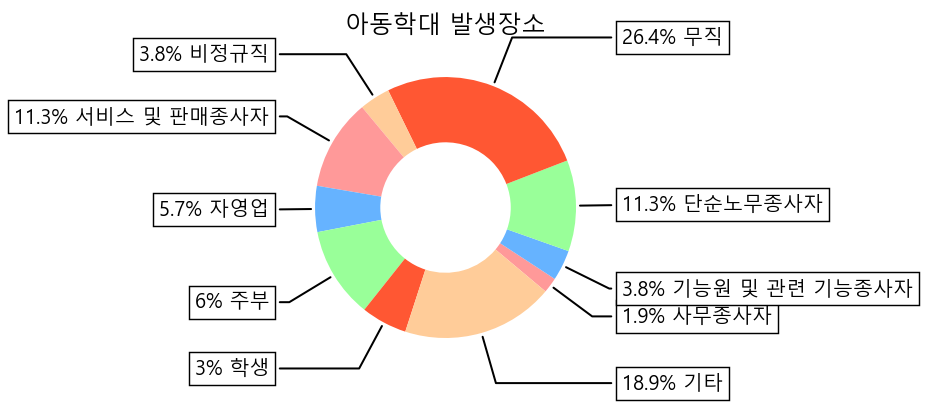 아동학대 발생장소
26.4% 무직
3.8% 비정규직
11.3% 서비스 및 판매종사자
5.7% 자영업
11.3% 단순노무종사자
3.8% 기능원 및 관련 기능종사자
6% 주부
1.9% 사무종사자
3% 학생
18.9% 기타